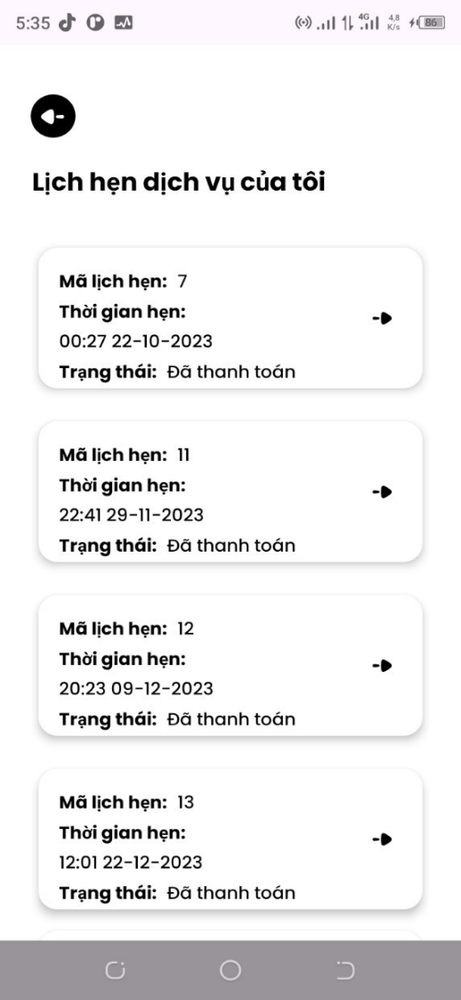 5:35
4G
4,8
K/s
86
Lịch hẹn dịch vụ của tôi
Mã lịch hẹn: 7
Thời gian hẹn:
00:27 22-10-2023
Trạng thái: Đã thanh toán
Mã lịch hẹn: 11
Thời gian hẹn:
22:41 29-11-2023
Trạng thái: Đã thanh toán
Mã lịch hẹn: 12
Thời gian hẹn:
20:23 09-12-2023
Trạng thái: Đã thanh toán
Mã lịch hẹn: 13
Thời gian hẹn:
12:01 22-12-2023
Trạng thái: Đã thanh toán